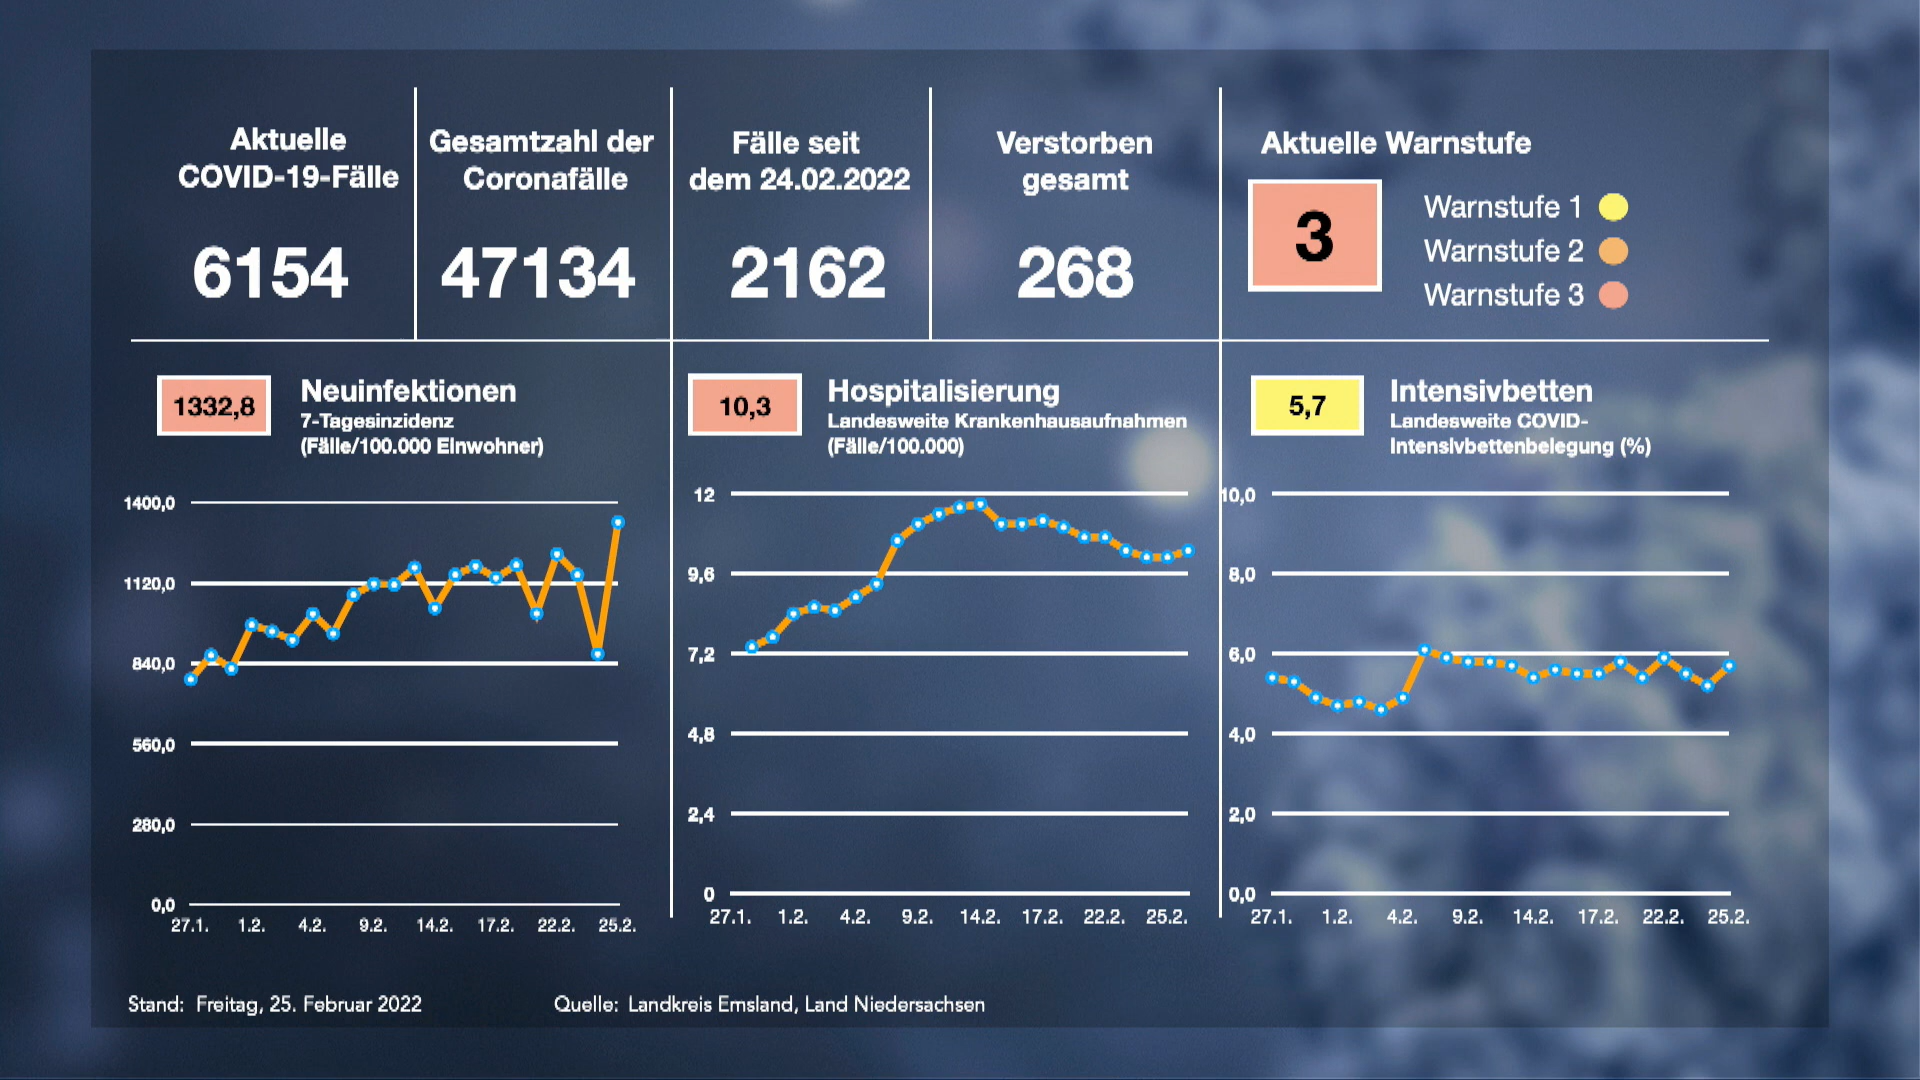 Aktuelle
COVID-19-Fälle
6154
Gesamtzahl der
Coronafälle
47134
Fälle seit
dem 24.02.2022
2162
Verstorben
gesamt
268
Aktuelle Warnstufe
3
Warnstufe 1
Warnstufe 2
Warnstufe 3
1332,8
Neuinfektionen
7-Tagesinzidenz
(Fälle/100.000 Einwohner)
1400,0
1120,0
840,0
560,0
280,0
0,0
27.1. 1.2. 4.2. 9.2. 14.2. 17.2. 22.2. 25.2.
10,3
Hospitalisierung
Landesweite Krankenhausaufnahmen
(Fälle/100.000)
12
9,6
7,2
4,8
2,4
0
27.1. 1.2. 4.2. 9.2. 14.2. 17.2. 22.2. 25.2.
5,7
Intensivbetten
Landesweite COVID-
Intensivbettenbelegung (%)
10,0
8,0
6,0
4,0
2,0
0,0
27.1. 1.2. 4.2. 9.2. 14.2. 17.2. 22.2. 25.2.
Stand: Freitag, 25. Februar 2022
Quelle: Landkreis Emsland, Land Niedersachsen